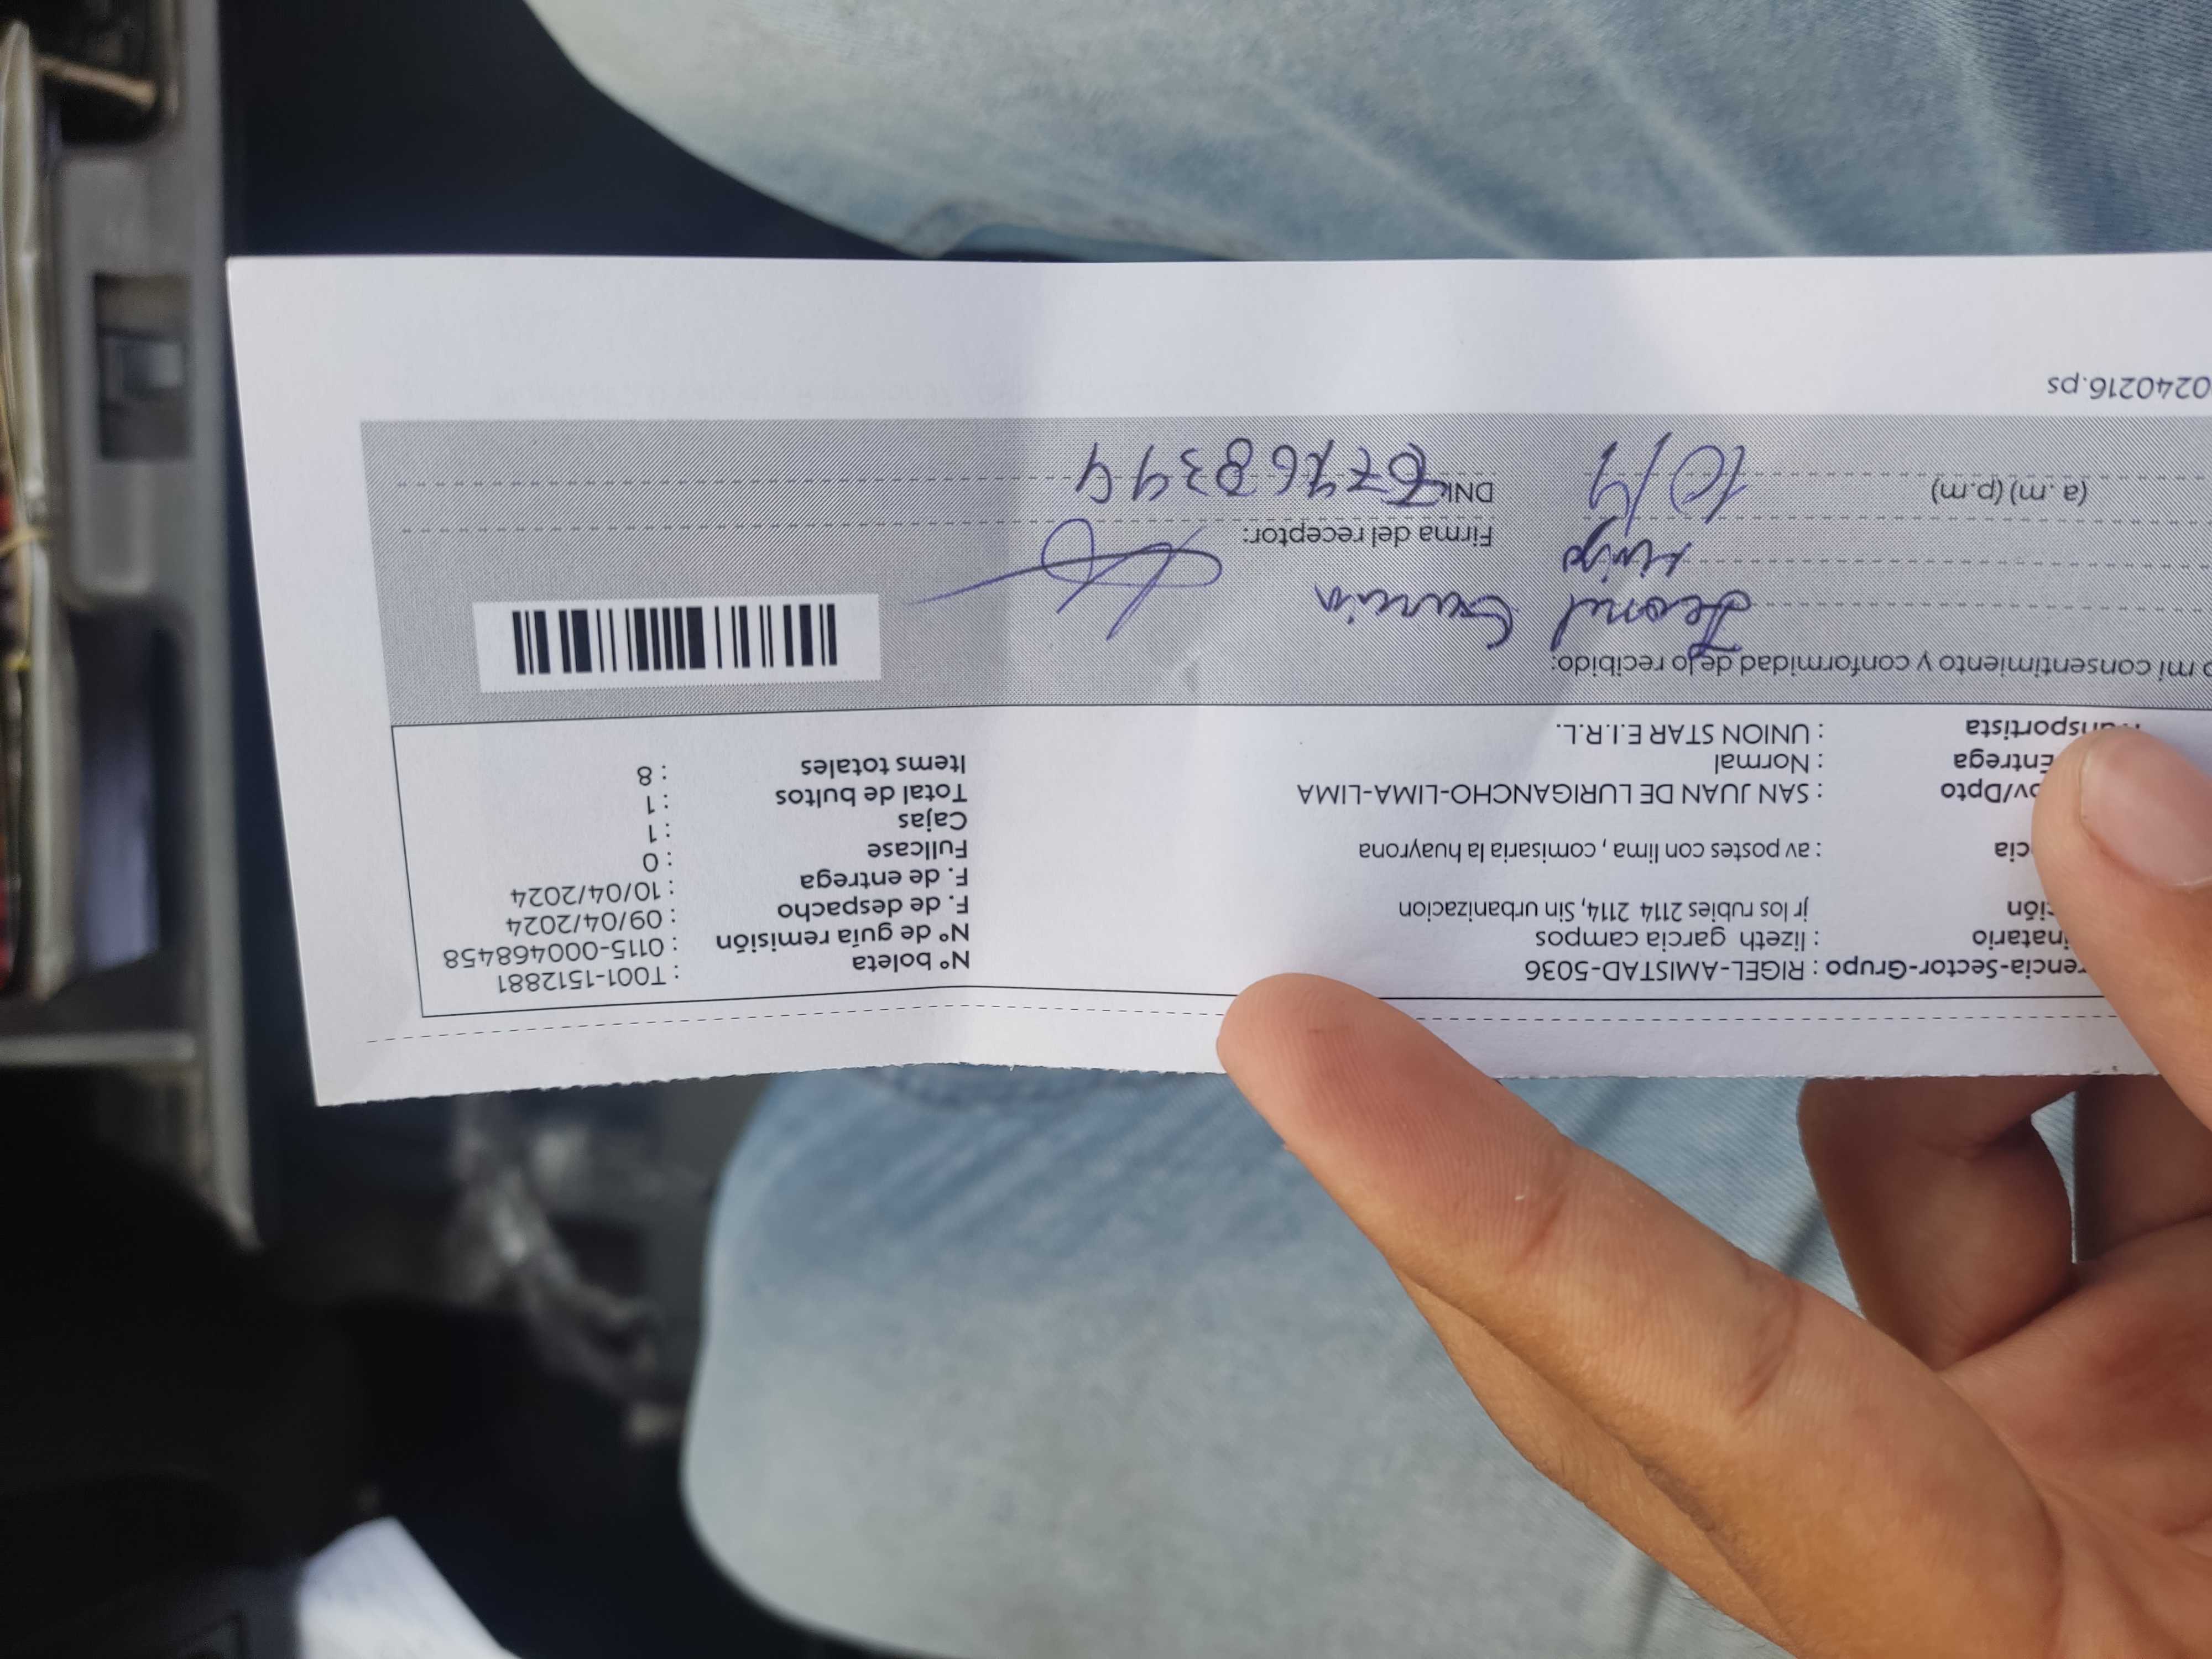 rencia-Sector-Grupo : RIGEL-AMISTAD-5036
inatario : lizeth garcia campos
ción jr los rubies 2114 2114, Sin urbanizacion
cia : av postes con lima , comisaria la huayrona
ov/Dpto : SAN JUAN DE LURIGANCHO-LIMA-LIMA
Entrega : Normal
Transportista : UNION STAR E.I.R.L.
N° boleta : T001-1512881
N° de guía remisión : 0115-000468458
F. de despacho : 09/04/2024
F. de entrega : 10/04/2024
Fullcase : 0
Cajas : 1
Total de bultos : 1
Items totales : 8
o mi consentimiento y conformidad de lo recibido:
Garcia
Firma del receptor:
(a. m) (p.m) 10/4
DNI:
0240216.ps